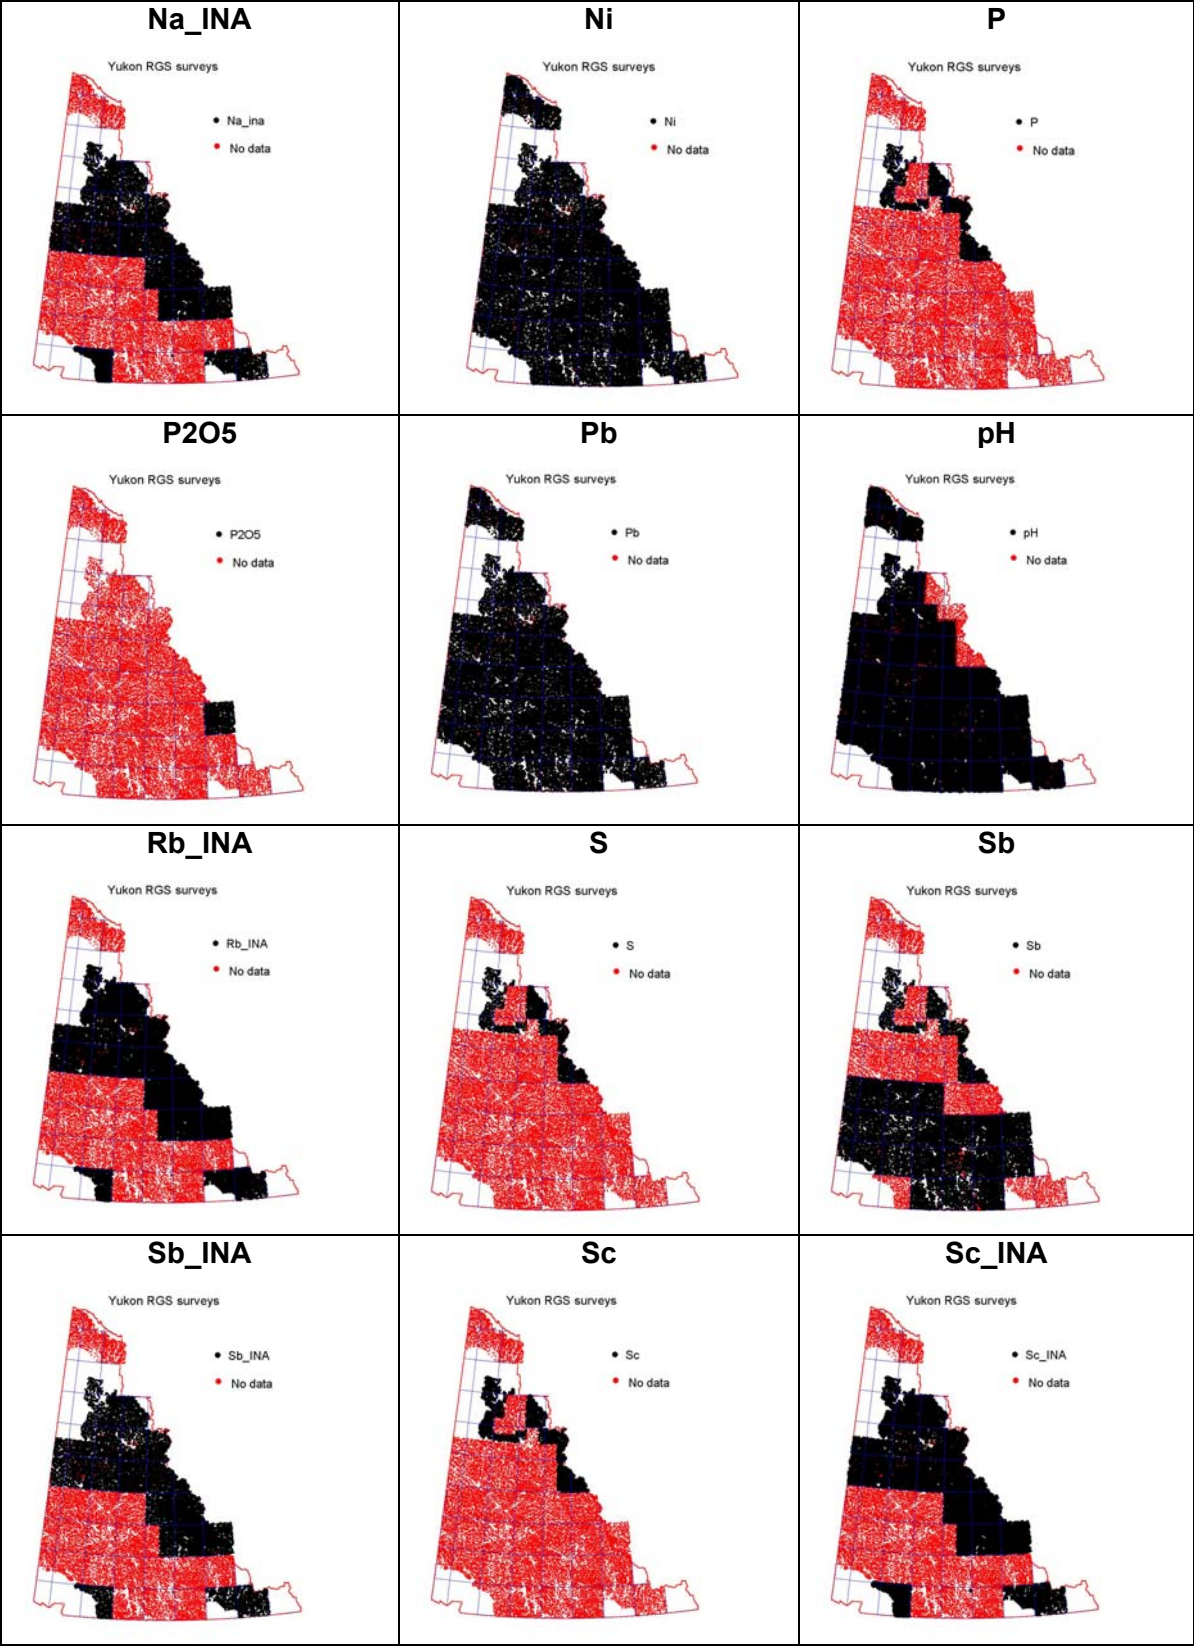 Na_INA
Yukon RGS surveys
Na_ina
No data
Ni
Yukon RGS surveys
Ni
No data
P
Yukon RGS surveys
P
No data
P2O5
Yukon RGS surveys
P2O5
No data
Pb
Yukon RGS surveys
Pb
No data
pH
Yukon RGS surveys
pH
No data
Rb_INA
Yukon RGS surveys
Rb_INA
No data
S
Yukon RGS surveys
S
No data
Sb
Yukon RGS surveys
Sb
No data
Sb_INA
Yukon RGS surveys
Sb_INA
No data
Sc
Yukon RGS surveys
Sc
No data
Sc_INA
Yukon RGS surveys
Sc_INA
No data